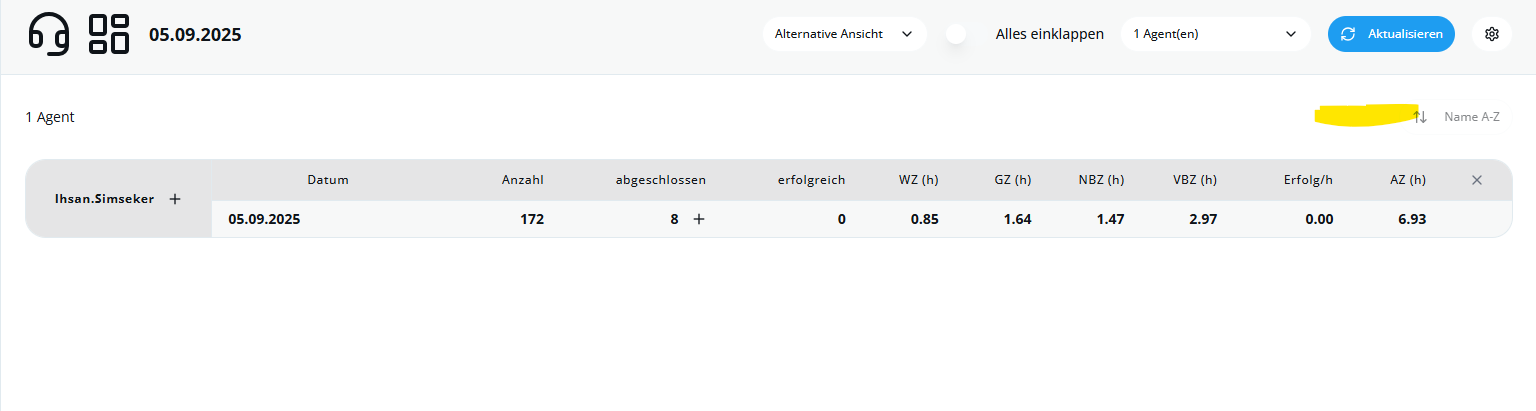 05.09.2025 Alternative Ansicht Alles einklappen 1 Agent(en) Aktualisieren
1 Agent Name A-Z
Ihsan.Simseker Datum Anzahl abgeschlossen erfolgreich WZ (h) GZ (h) NBZ (h) VBZ (h) Erfolg/h AZ (h)
05.09.2025 172 8 0 0.85 1.64 1.47 2.97 0.00 6.93